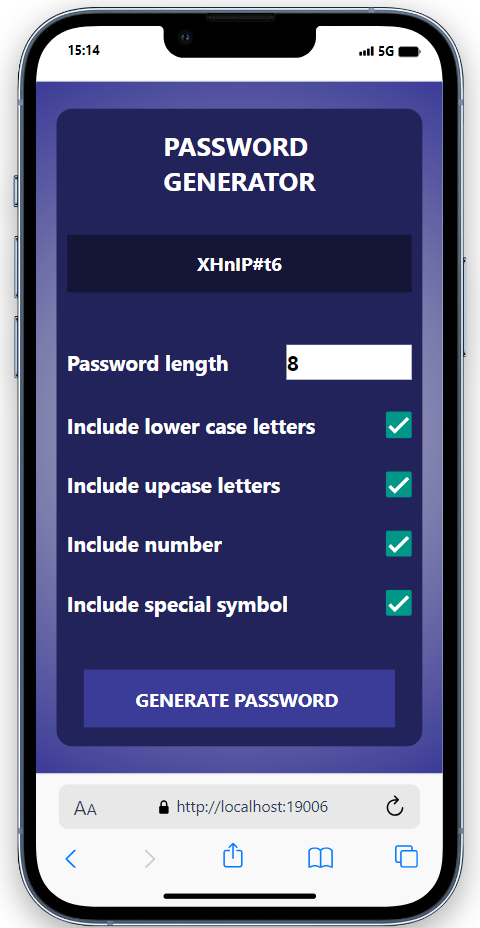 15:14
5G
PASSWORD
GENERATOR
XHnIP#t6
Password length
8
Include lower case letters
Include upcase letters
Include number
Include special symbol
GENERATE PASSWORD
AA
http://localhost:19006